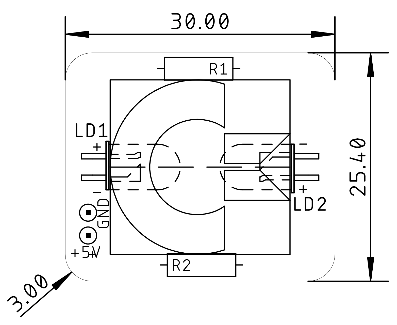 30.00
R1
LD1
+
-
-
+
LD2
25.40
GND
+5V
R2
3.00